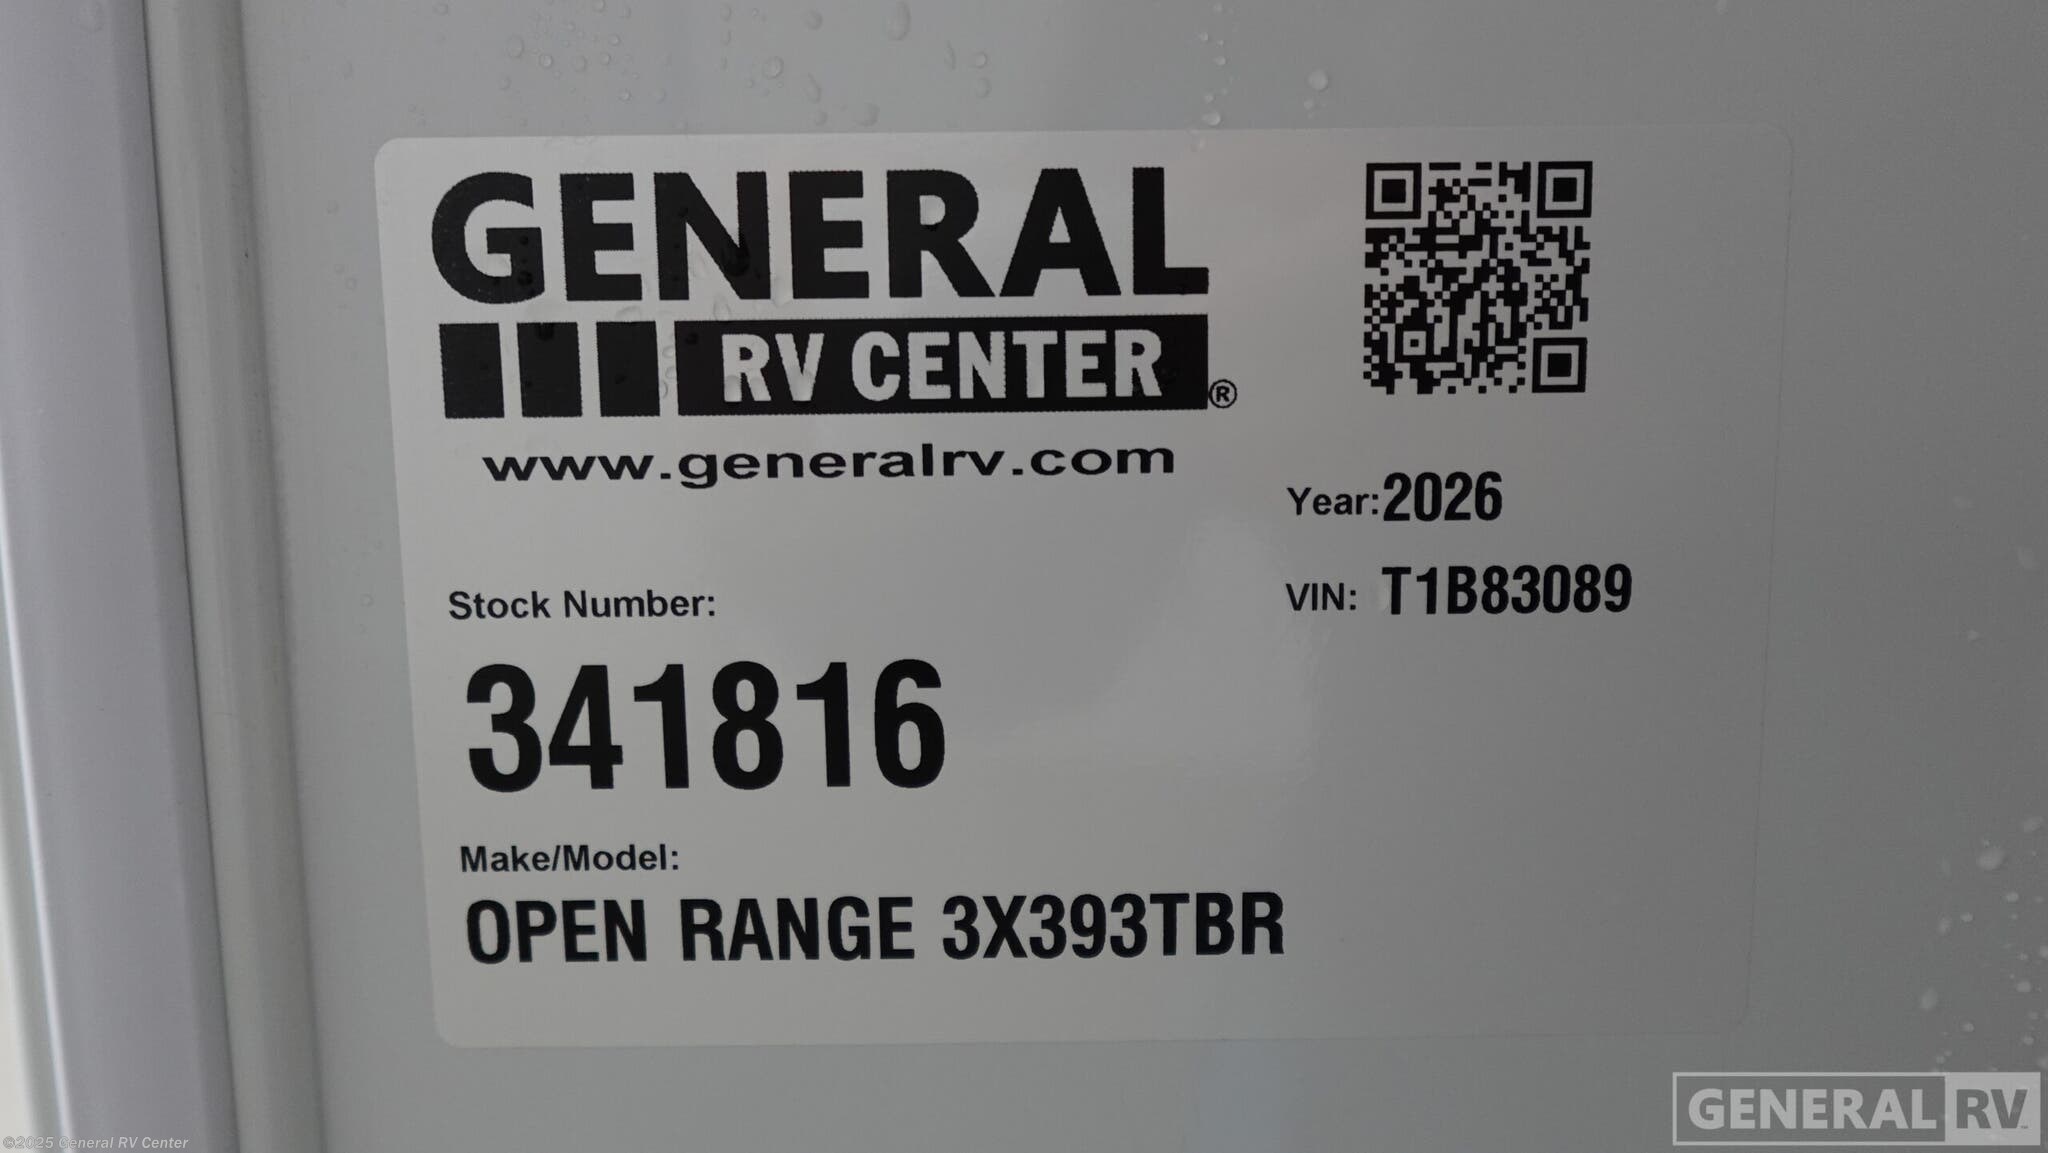 GENERAL
RV CENTER®
www.generalrv.com
Year: 2026
VIN: T1B83089
Stock Number:
341816
Make/Model:
OPEN RANGE 3X393TBR
GENERAL RV™
©2025 General RV Center